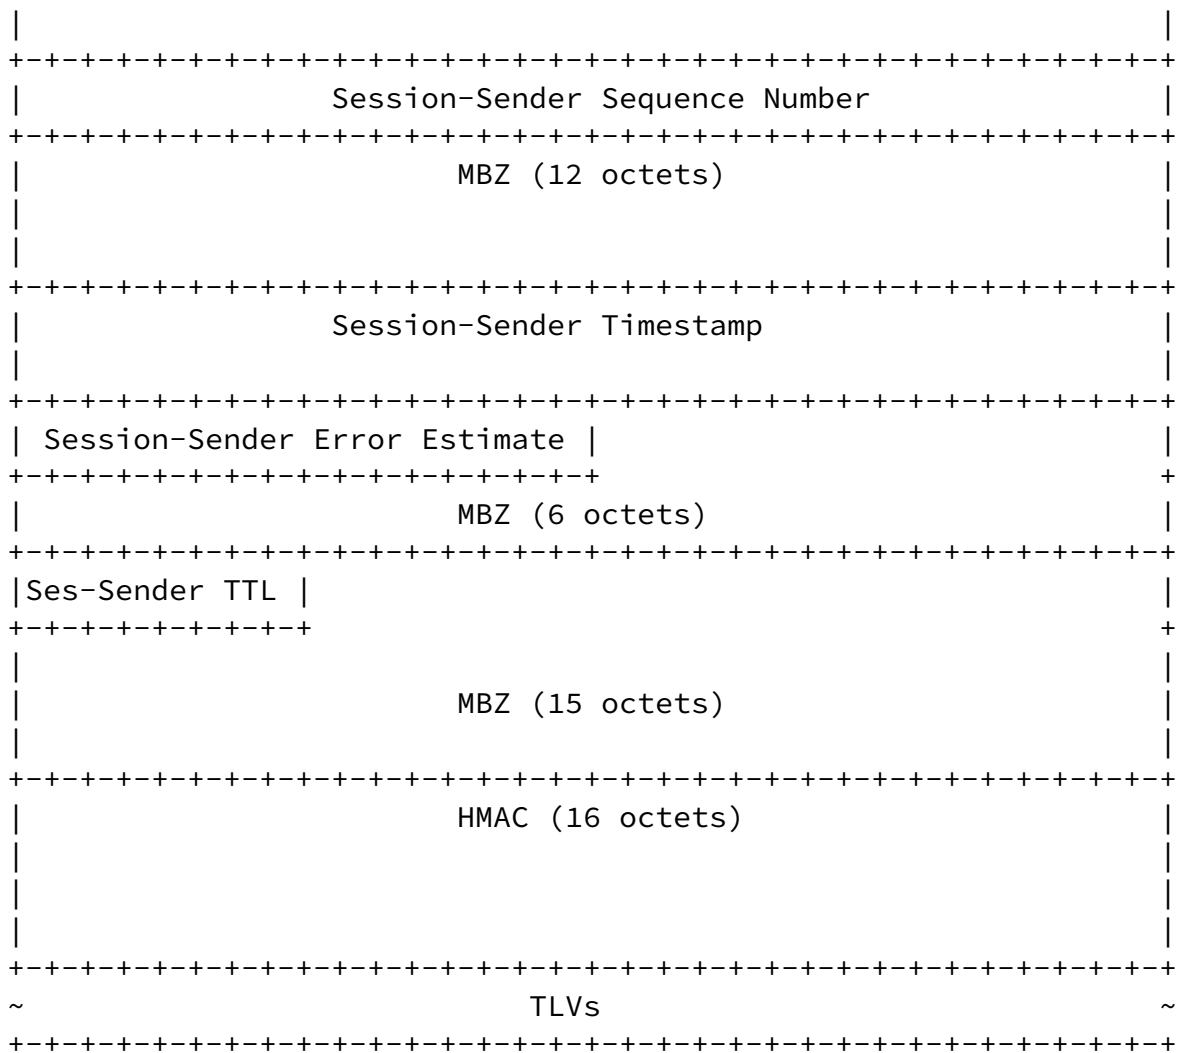 |                                                               |
+-+-+-+-+-+-+-+-+-+-+-+-+-+-+-+-+-+-+-+-+-+-+-+-+-+-+-+-+-+-+-+-+
|                 Session-Sender Sequence Number                |
+-+-+-+-+-+-+-+-+-+-+-+-+-+-+-+-+-+-+-+-+-+-+-+-+-+-+-+-+-+-+-+-+
|                        MBZ (12 octets)                        |
|                                                               |
|                                                               |
+-+-+-+-+-+-+-+-+-+-+-+-+-+-+-+-+-+-+-+-+-+-+-+-+-+-+-+-+-+-+-+-+
|                 Session-Sender Timestamp                      |
|                                                               |
+-+-+-+-+-+-+-+-+-+-+-+-+-+-+-+-+-+-+-+-+-+-+-+-+-+-+-+-+-+-+-+-+
| Session-Sender Error Estimate |                               |
+-+-+-+-+-+-+-+-+-+-+-+-+-+-+-+-+                               +
|                        MBZ (6 octets)                         |
+-+-+-+-+-+-+-+-+-+-+-+-+-+-+-+-+-+-+-+-+-+-+-+-+-+-+-+-+-+-+-+-+
|Ses-Sender TTL |                                               |
+-+-+-+-+-+-+-+-+                                               +
|                                                               |
|                        MBZ (15 octets)                        |
|                                                               |
+-+-+-+-+-+-+-+-+-+-+-+-+-+-+-+-+-+-+-+-+-+-+-+-+-+-+-+-+-+-+-+-+
|                        HMAC (16 octets)                       |
|                                                               |
|                                                               |
|                                                               |
+-+-+-+-+-+-+-+-+-+-+-+-+-+-+-+-+-+-+-+-+-+-+-+-+-+-+-+-+-+-+-+-+
~                            TLVs                               ~
+-+-+-+-+-+-+-+-+-+-+-+-+-+-+-+-+-+-+-+-+-+-+-+-+-+-+-+-+-+-+-+-+